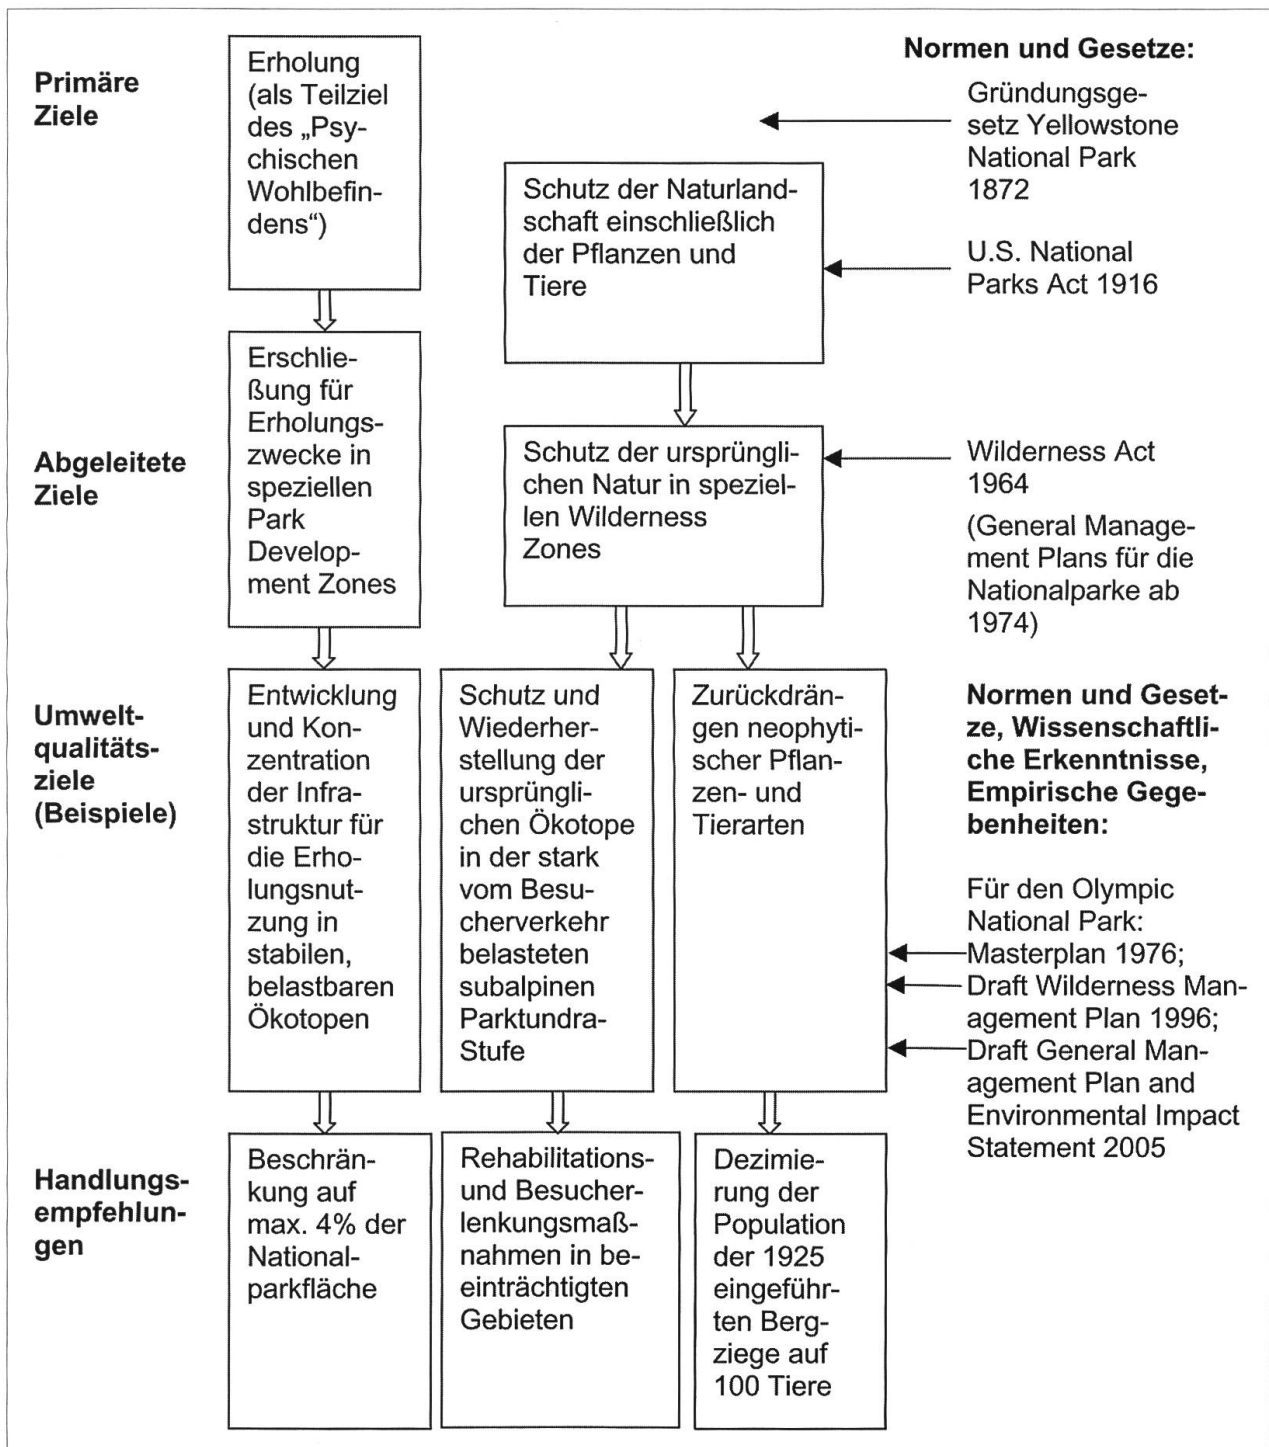 Primäre
Ziele
Erholung
(als Teilziel
des „Psy-
chischen
Wohlbefin-
dens“)
Schutz der Naturland-
schaft einschließlich
der Pflanzen und
Tiere
Normen und Gesetze:
Gründungsge-
setz Yellowstone
National Park
1872
U.S. National
Parks Act 1916
Abgeleitete
Ziele
Erschlie-
ßung für
Erholungs-
zwecke in
speziellen
Park
Develop-
ment Zones
Schutz der ursprüngli-
chen Natur in speziel-
len Wilderness
Zones
Wilderness Act
1964
(General Manage-
ment Plans für die
Nationalparke ab
1974)
Umwelt-
qualitäts-
ziele
(Beispiele)
Entwicklung
und Kon-
zentration
der Infra-
struktur für
die Erho-
lungsnut-
zung in
stabilen,
belastbaren
Ökotopen
Schutz und
Wiederher-
stellung der
ursprüngli-
chen Ökotope
in der stark
vom Besu-
cherverkehr
belasteten
subalpinen
Parktundra-
Stufe
Zurückdrän-
gen neophyti-
scher Pflan-
zen- und
Tierarten
Normen und Geset-
ze, Wissenschaftli-
che Erkenntnisse,
Empirische Gege-
benheiten:
Für den Olympic
National Park:
Masterplan 1976;
Draft Wilderness Man-
agement Plan 1996;
Draft General Man-
agement Plan and
Environmental Impact
Statement 2005
Handlungs-
empfehlun-
gen
Beschrän-
kung auf
max. 4% der
National-
parkfläche
Rehabilitations-
und Besucher-
lenkungsmaß-
nahmen in be-
einträchtigten
Gebieten
Dezimie-
rung der
Population
der 1925
eingeführ-
ten Berg-
ziege auf
100 Tiere